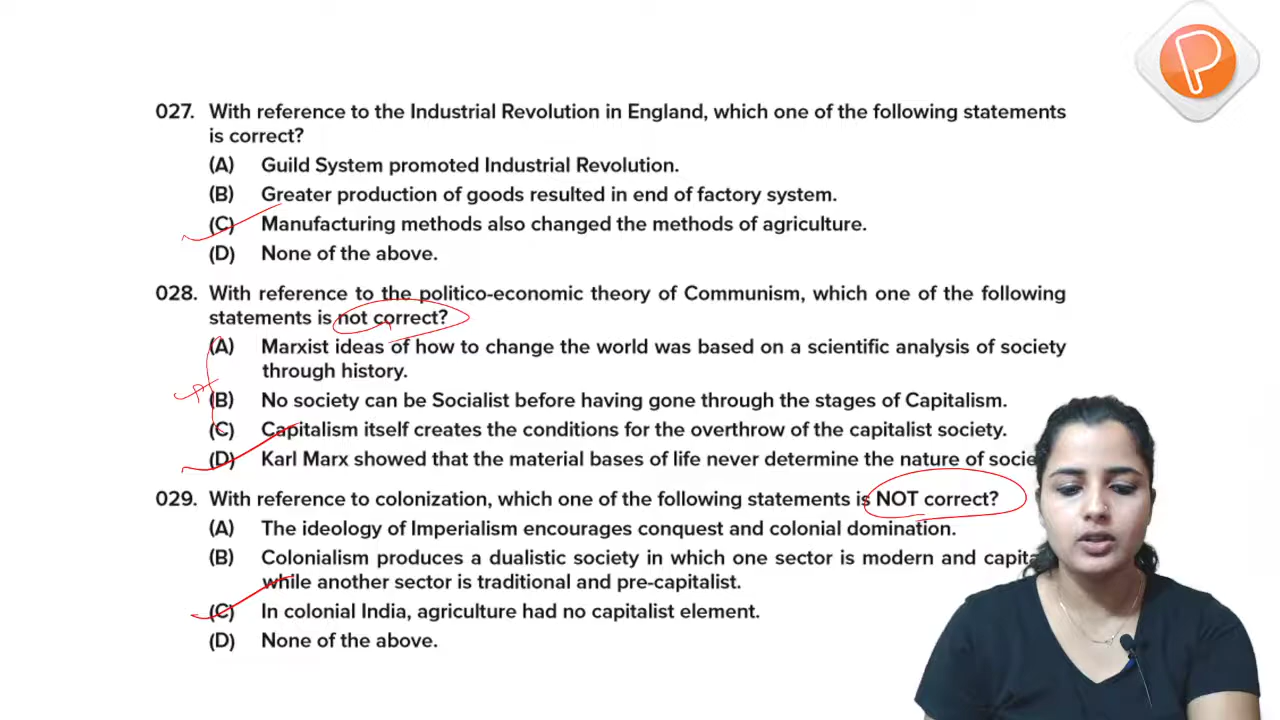 P
027. With reference to the Industrial Revolution in England, which one of the following statements
is correct?
(A) Guild System promoted Industrial Revolution.
(B) Greater production of goods resulted in end of factory system.
(C) Manufacturing methods also changed the methods of agriculture.
(D) None of the above.
028. With reference to the politico-economic theory of Communism, which one of the following
statements is not correct?
(A) Marxist ideas of how to change the world was based on a scientific analysis of society
through history.
(B) No society can be Socialist before having gone through the stages of Capitalism.
(C) Capitalism itself creates the conditions for the overthrow of the capitalist society.
(D) Karl Marx showed that the material bases of life never determine the nature of
029. With reference to colonization, which one of the following statements is NOT correct?
(A) The ideology of Imperialism encourages conquest and colonial domination.
(B) Colonialism produces a dualistic society in which one sector is modern and
while another sector is traditional and pre-capitalist.
(C) In colonial India, agriculture had no capitalist element.
(D) None of the above.